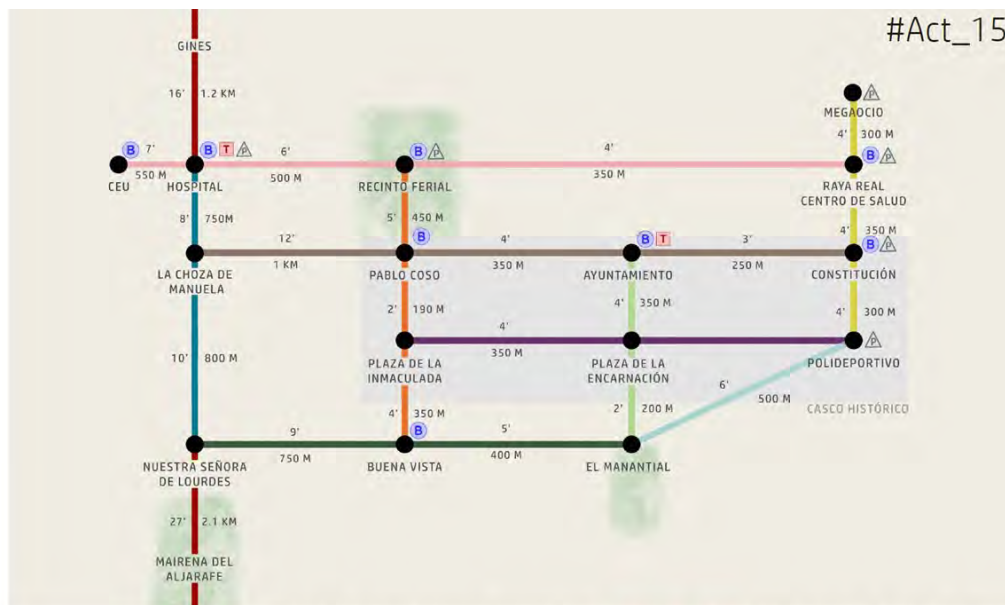 #Act_15
GINES
16' 1.2 KM
MEGAOCIO
P
4' 300 M
B 7'
B T P
6'
B P
4'
B P
550 M
500 M
350 M
CEU
HOSPITAL
RECINTO FERIAL
RAYA REAL
CENTRO DE SALUD
8' 750M
5' 450 M
4' 350 M
12'
B
4'
B T
3'
B P
1 KM
350 M
250 M
LA CHOZA DE
MANUELA
PABLO COSO
AYUNTAMIENTO
CONSTITUCIÓN
2' 190 M
4' 350 M
4' 300 M
4'
P
350 M
PLAZA DE LA
INMACULADA
PLAZA DE LA
ENCARNACIÓN
POLIDEPORTIVO
10' 800 M
6'
500 M
CASCO HISTÓRICO
4' 350 M
2' 200 M
9'
B
5'
750 M
400 M
NUESTRA SEÑORA
DE LOURDES
BUENA VISTA
EL MANANTIAL
27' 2.1 KM
MAIRENA DEL
ALJARAFE